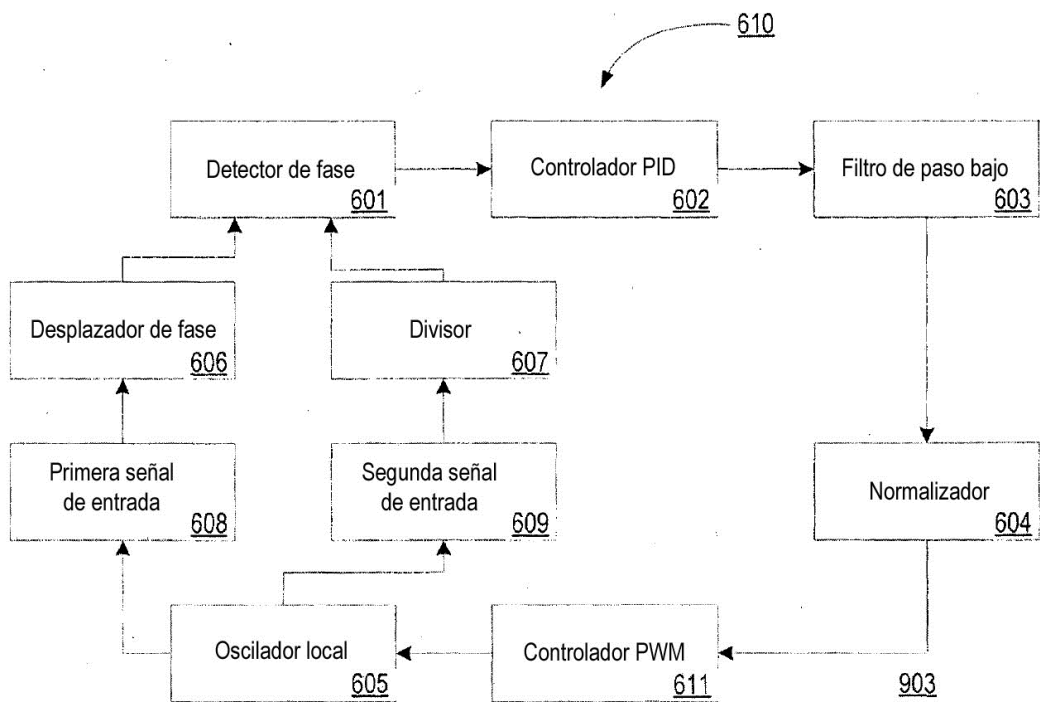 610
Detector de fase
601
Controlador PID
602
Filtro de paso bajo
603
Desplazador de fase
606
Divisor
607
Primera señal
de entrada
608
Segunda señal
de entrada
609
Normalizador
604
Oscilador local
605
Controlador PWM
611
903